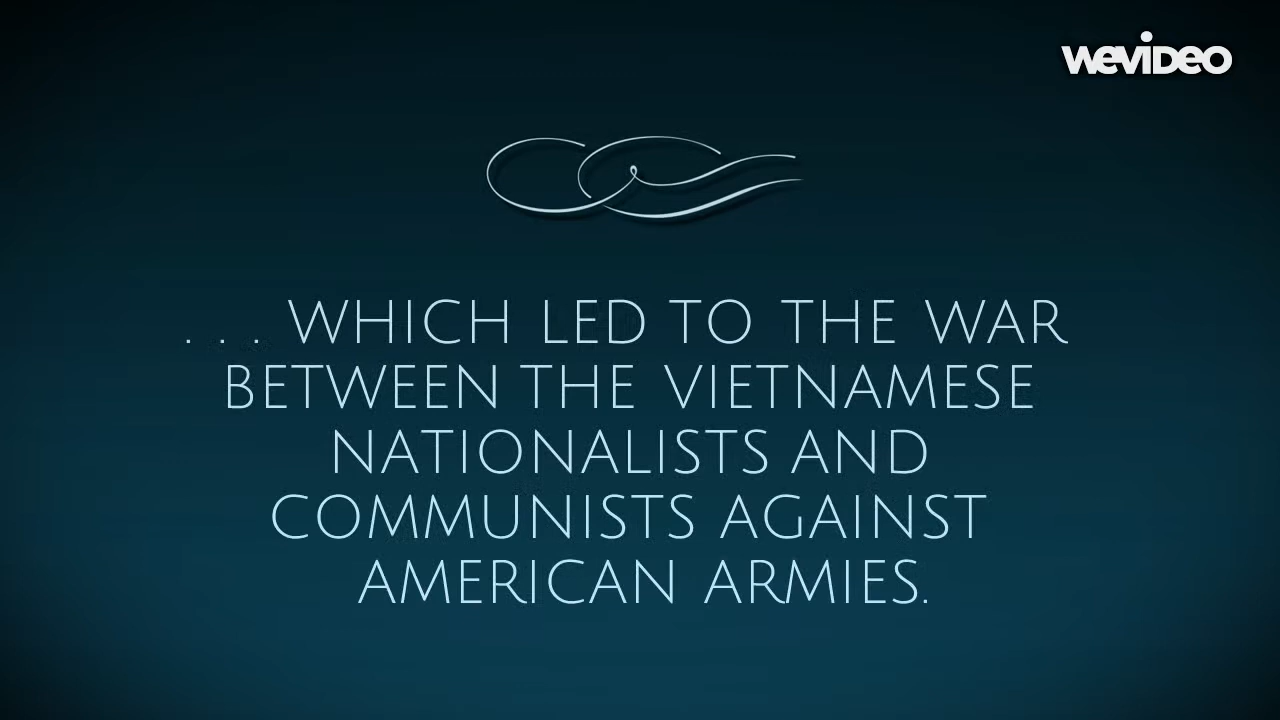 WEVIDEO
. . . WHICH LED TO THE WAR
BETWEEN THE VIETNAMESE
NATIONALISTS AND
COMMUNISTS AGAINST
AMERICAN ARMIES.